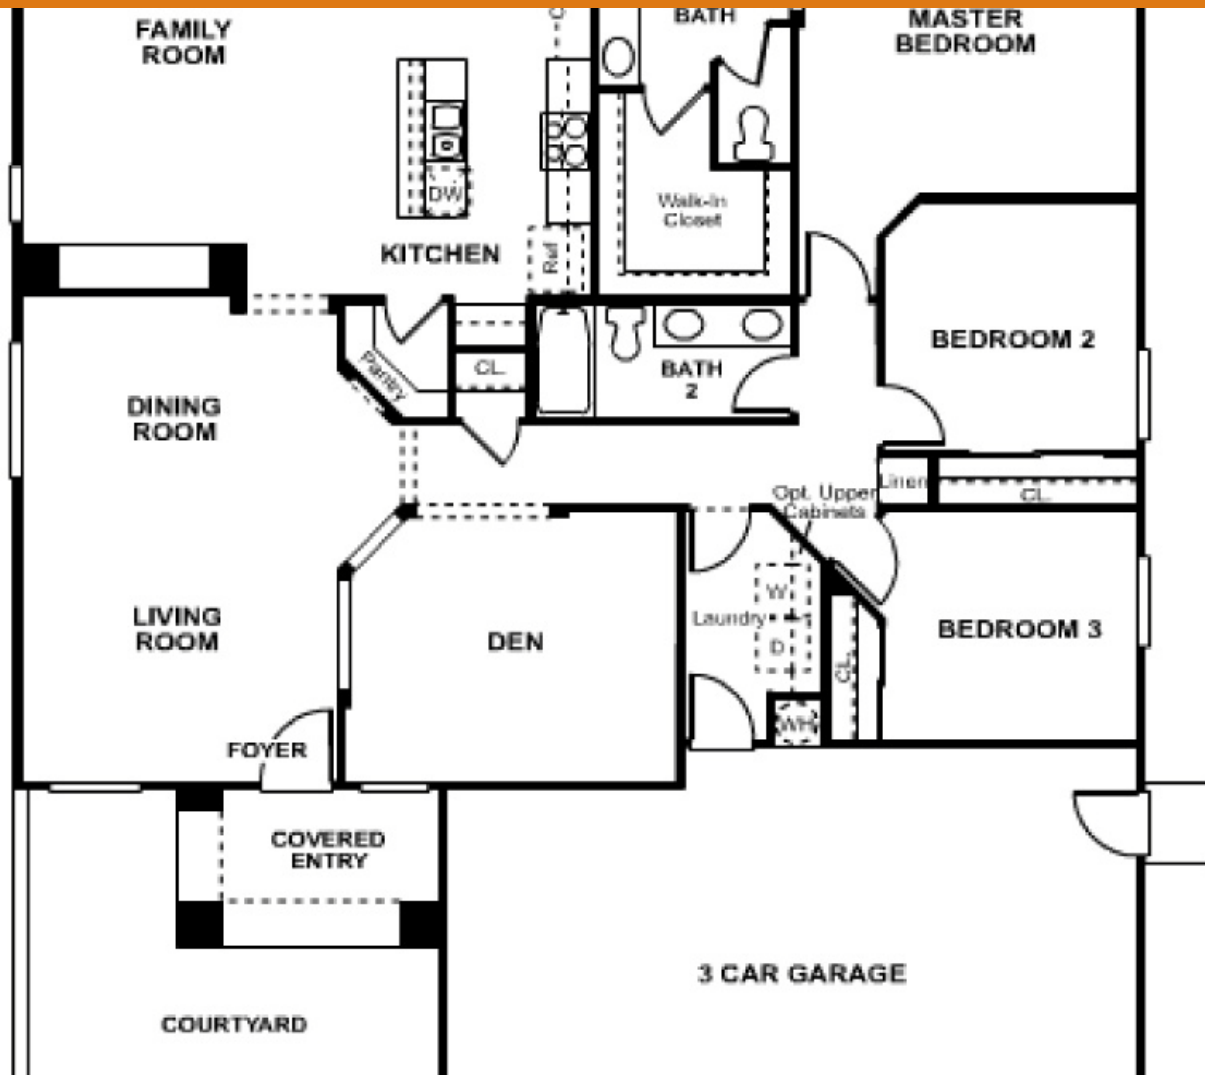 FAMILY
ROOM
BATH
MASTER
BEDROOM
DW
Walk-In
Closet
KITCHEN
Ref
BEDROOM 2
CL.
Pantry
BATH
2
DINING
ROOM
Linen
CL.
Opt. Upper
Cabinets
W
Laundry
LIVING
ROOM
DEN
BEDROOM 3
D
CL.
WH
FOYER
COVERED
ENTRY
3 CAR GARAGE
COURTYARD